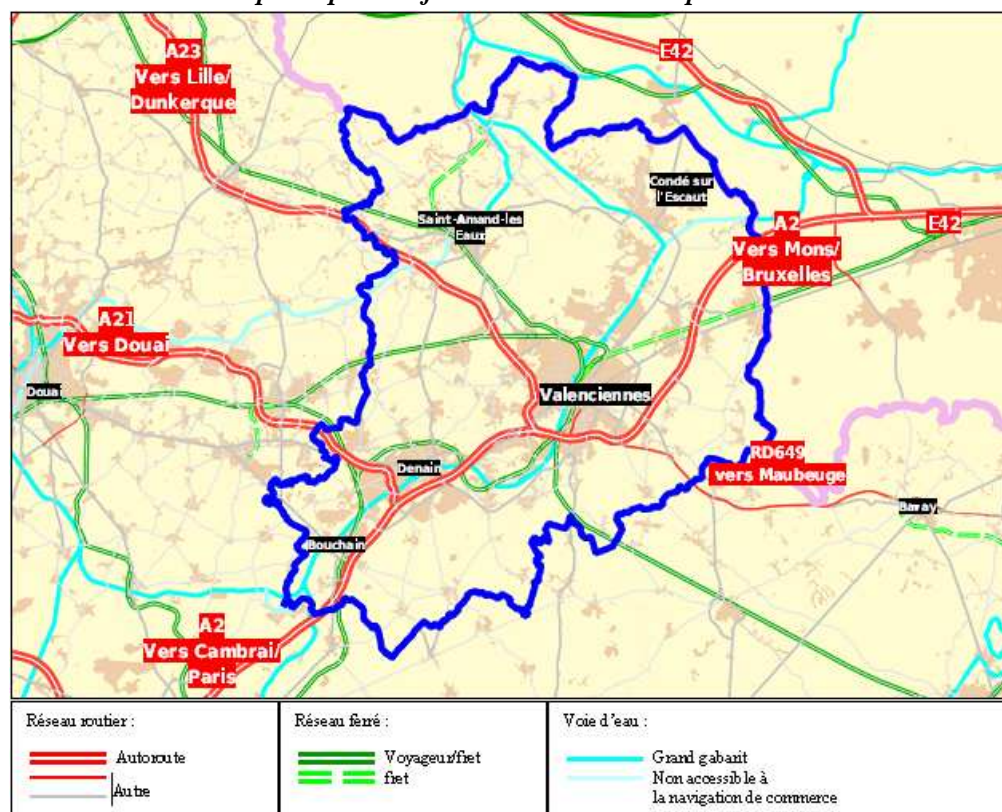 A23
Vers Lille/
Dunkerque
E42
Condé sur
l'Escaut
Saint-Amand-les
Eaux
A2
Vers Mons/
Bruxelles
E42
A21
Vers Douai
Douai
Valenciennes
Denain
RD649
vers Maubeuge
Bavay
Bouchain
A2
Vers Cambrai/
Paris
Réseau routier :
Autoroute
Autre
Réseau ferré :
Voyageur/fret
fret
Voie d'eau :
Grand gabarit
Non accessible à
la navigation de commerce